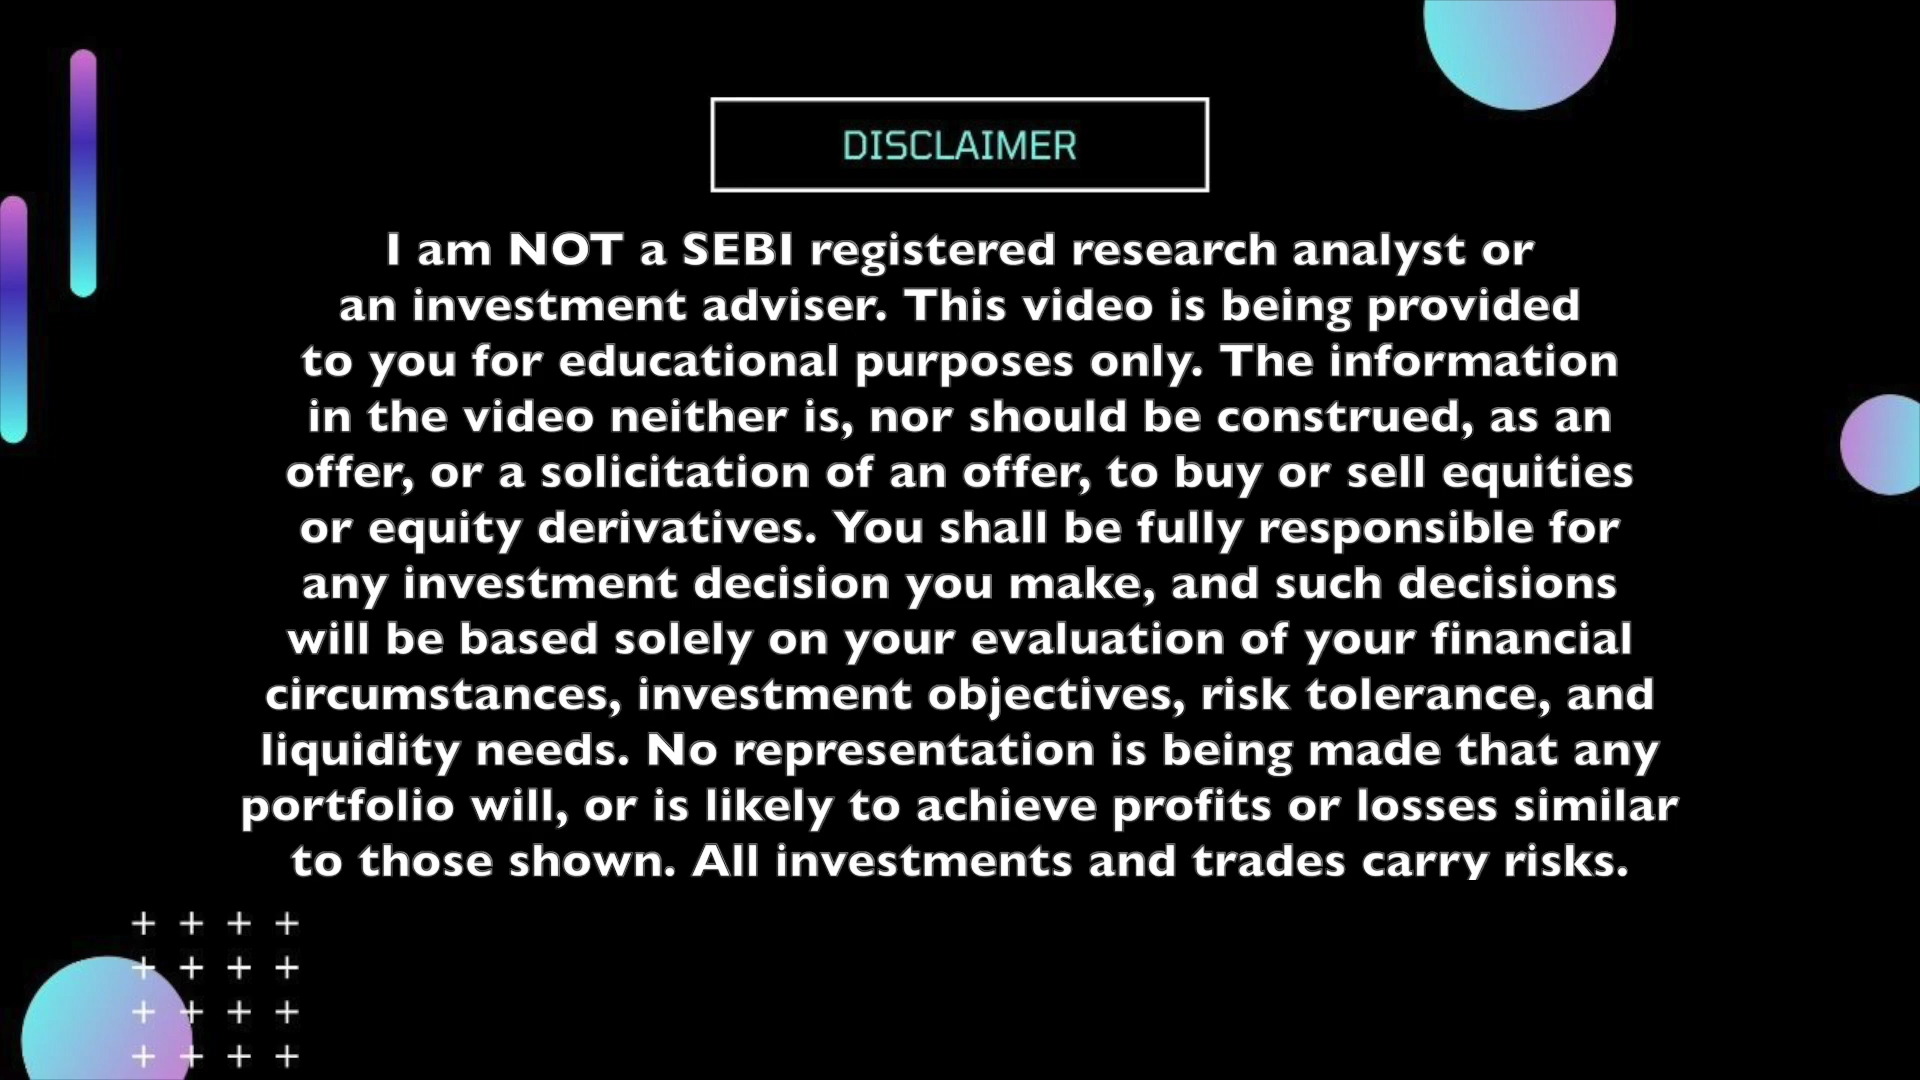 DISCLAIMER
I am NOT a SEBI registered research analyst or
an investment adviser. This video is being provided
to you for educational purposes only. The information
in the video neither is, nor should be construed, as an
offer, or a solicitation of an offer, to buy or sell equities
or equity derivatives. You shall be fully responsible for
any investment decision you make, and such decisions
will be based solely on your evaluation of your financial
circumstances, investment objectives, risk tolerance, and
liquidity needs. No representation is being made that any
portfolio will, or is likely to achieve profits or losses similar
to those shown. All investments and trades carry risks.